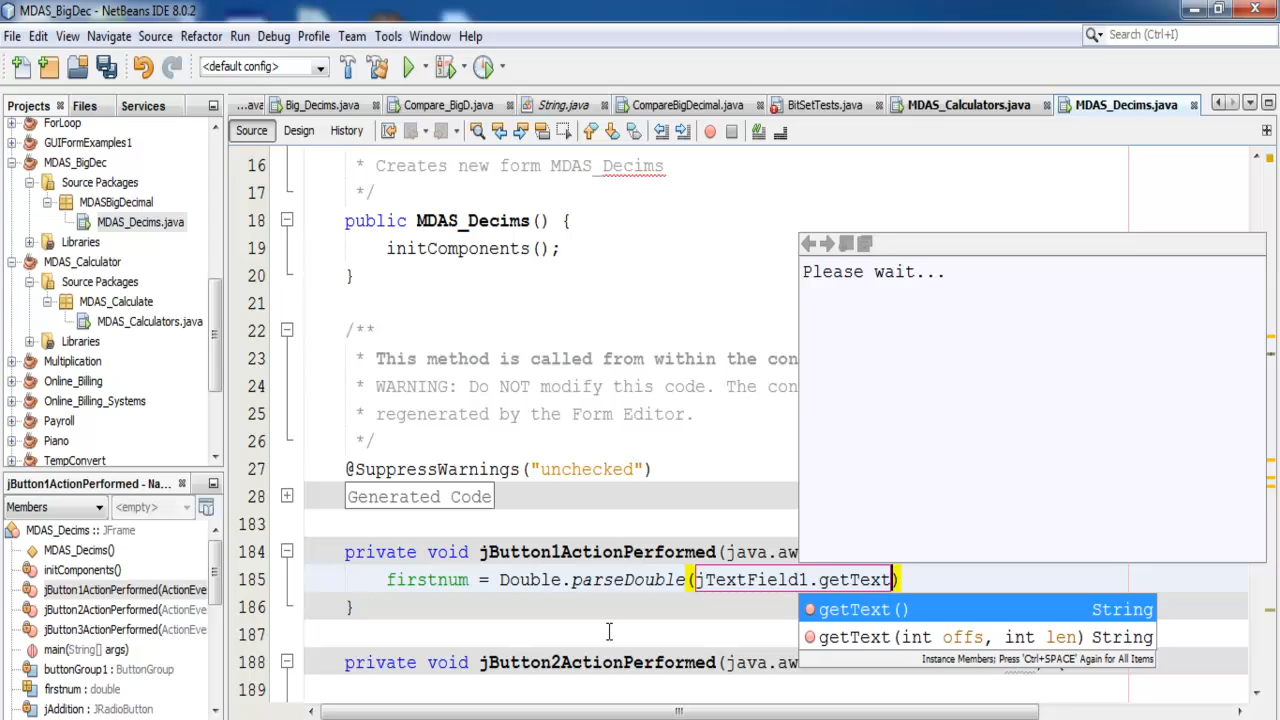 MDAS_BigDec - NetBeans IDE 8.0.2
File Edit View Navigate Source Refactor Run Debug Profile Team Tools Window Help
Search (Ctrl+I)
<default config>
Projects Files Services
...ava Big_Decims.java Compare_BigD.java String.java CompareBigDecimal.java BitSetTests.java MDAS_Calculators.java MDAS_Decims.java
Source Design History
ForLoop
GUIFormExamples1
MDAS_BigDec
Source Packages
MDASBigDecimal
MDAS_Decims.java
Libraries
MDAS_Calculator
Source Packages
MDAS_Calculate
MDAS_Calculators.java
Libraries
Multiplication
Online_Billing
Online_Billing_Systems
Payroll
Piano
TempConvert
jButton1ActionPerformed - Na...
Members <empty>
MDAS_Decims :: JFrame
MDAS_Decims()
initComponents()
jButton1ActionPerformed(ActionEve
jButton2ActionPerformed(ActionEve
jButton3ActionPerformed(ActionEve
main(String[] args)
buttonGroup1 : ButtonGroup
firstnum : double
jAddition : JRadioButton
16 * Creates new form MDAS_Decims
17 */
18 public MDAS_Decims() {
19 initComponents();
20 }
21
22 /**
23 * This method is called from within the con
24 * WARNING: Do NOT modify this code. The con
25 * regenerated by the Form Editor.
26 */
27 @SuppressWarnings("unchecked")
28 Generated Code
183
184 private void jButton1ActionPerformed(java.aw
185 firstnum = Double.parseDouble(jTextField1.getText)
186 }
187
188 private void jButton2ActionPerformed(java.aw
189
Please wait...
getText() String
getText(int offs, int len) String
Instance Members; Press 'Ctrl+SPACE' Again for All Items